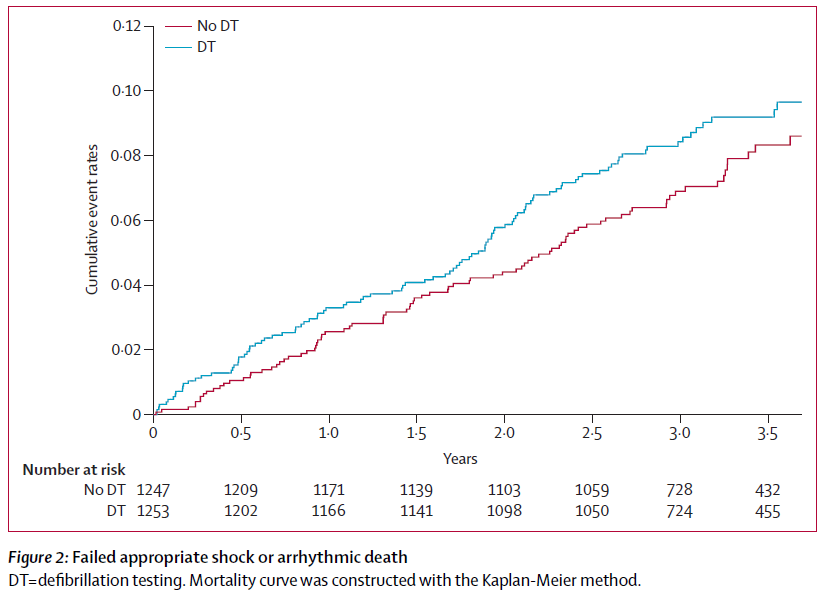 0·12
No DT
DT
0·10
0·08
0·06
0·04
0·02
0
Cumulative event rates
0 0·5 1·0 1·5 2·0 2·5 3·0 3·5
Years
Number at risk
No DT 1247 1209 1171 1139 1103 1059 728 432
DT 1253 1202 1166 1141 1098 1050 724 455
Figure 2: Failed appropriate shock or arrhythmic death
DT=defibrillation testing. Mortality curve was constructed with the Kaplan-Meier method.